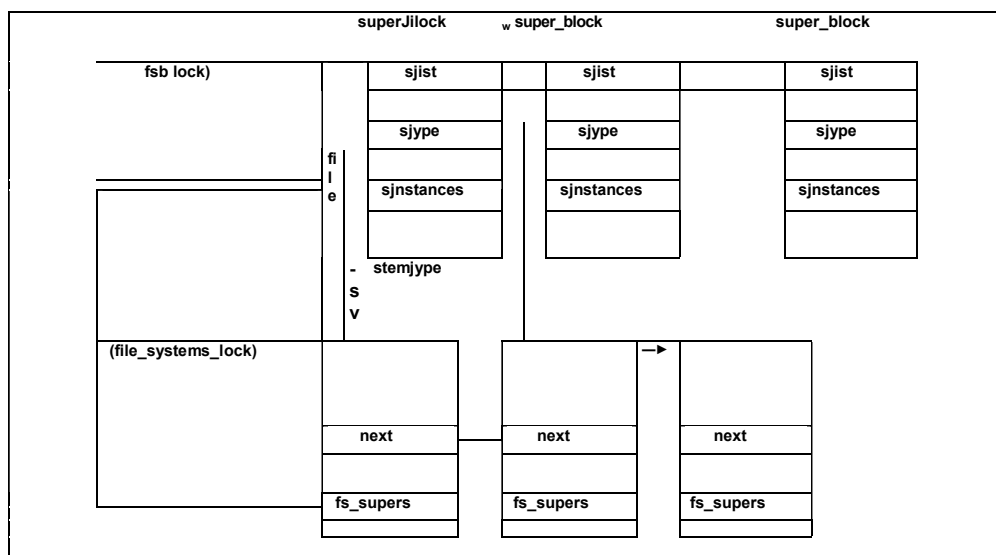 superJilock w super_block super_block
fsb lock) sjist sjist sjist
sjype sjype sjype
fi
l
e
sjnstances sjnstances sjnstances
- stemjype
s
v
(file_systems_lock)
next next next
fs_supers fs_supers fs_supers